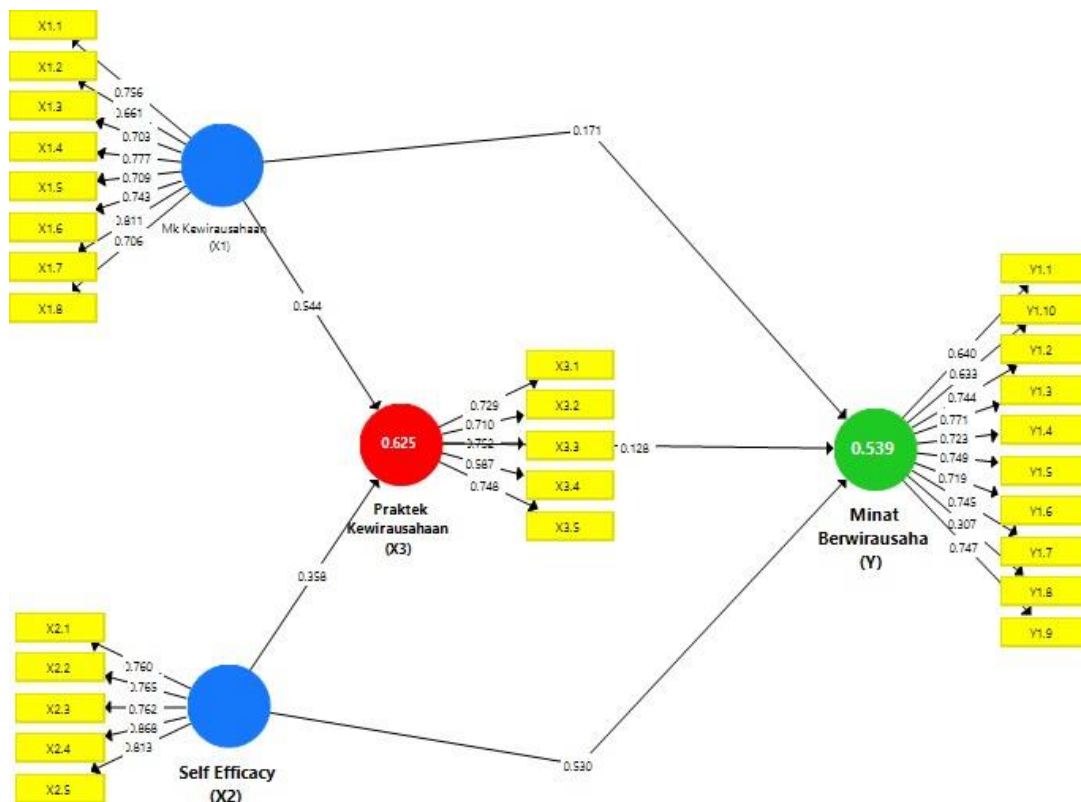 X1.1
X1.2
X1.3
X1.4
X1.5
X1.6
X1.7
X1.8
0.756
0.661
0.703
0.777
0.709
0.743
0.811
0.706
Mk Kewirausahaan
(X1)
0.171
0.544
X3.1
X3.2
X3.3
X3.4
X3.5
0.729
0.710
0.752
0.587
0.748
0.625
Praktek
Kewirausahaan
(X3)
0.128
0.539
Minat
Berwirausaha
(Y)
Y1.1
Y1.10
Y1.2
Y1.3
Y1.4
Y1.5
Y1.6
Y1.7
Y1.8
Y1.9
0.640
0.633
0.744
0.771
0.723
0.749
0.719
0.745
0.307
0.747
0.358
X2.1
X2.2
X2.3
X2.4
X2.5
0.760
0.765
0.762
0.868
0.813
Self Efficacy
(X2)
0.530